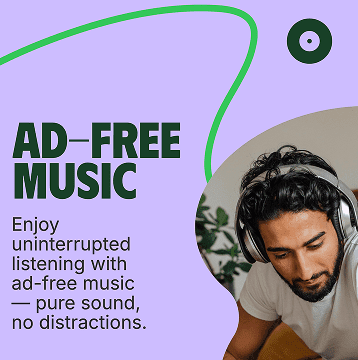 AD–FREE
MUSIC
Enjoy
uninterrupted
listening with
ad-free music
— pure sound,
no distractions.